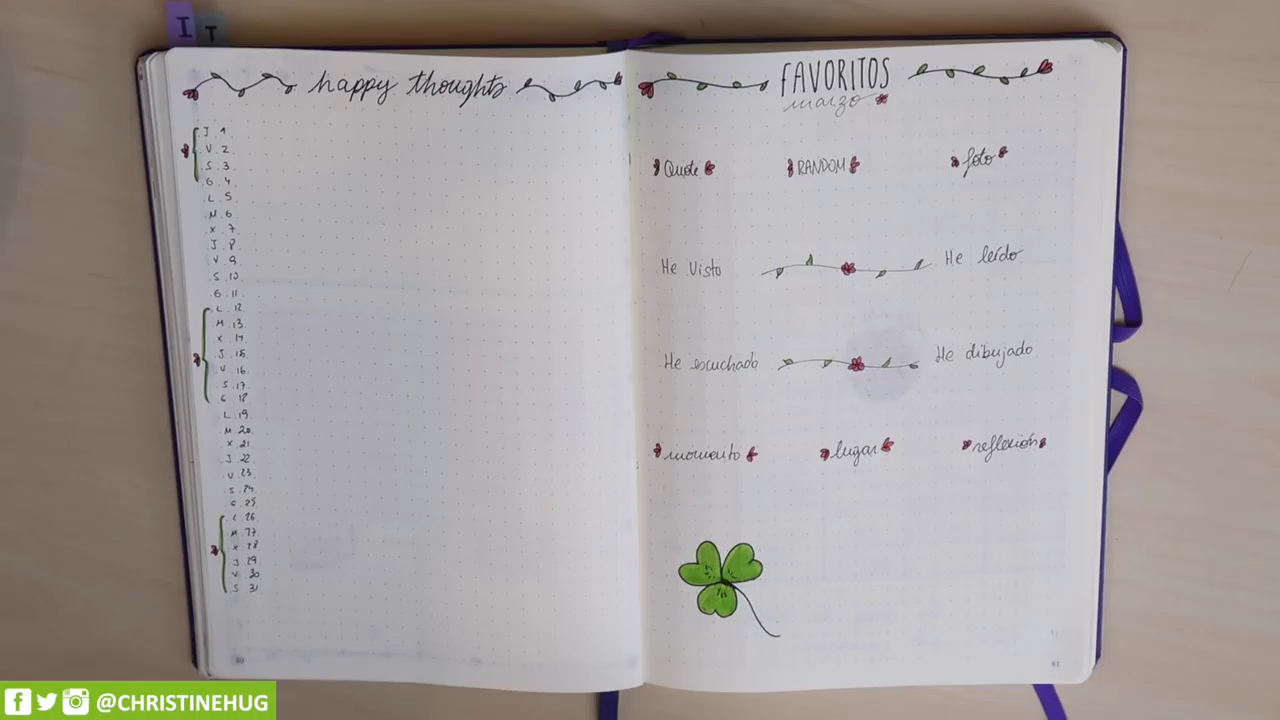 I T
happy thoughts
J. 1
V. 2
S. 3
G. 4
L. 5
M. 6
X. 7
J. 8
V. 9
S. 10
G. 11
L. 12
M. 13
X. 14
J. 15
V. 16
S. 17
G. 18
L. 19
M. 20
X. 21
J. 22
V. 23
S. 24
G. 25
L. 26
M. 27
X. 28
J. 29
V. 30
S. 31
60
FAVORITOS
marzo
Quote RANDOM foto
He visto He leído
He escuchado He dibujado
momento lugar reflexión
61
@CHRISTINEHUG